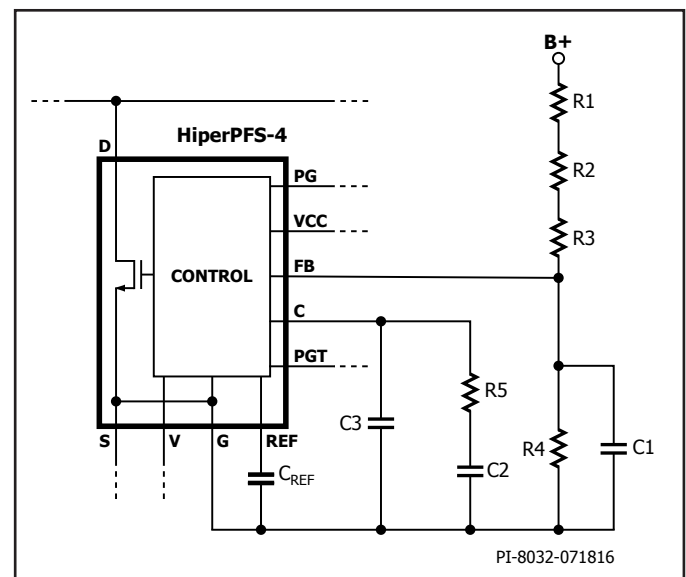 B+
R1
HiperPFS-4
D
PG
R2
VCC
R3
CONTROL
FB
C
PGT
R5
C3
R4
C1
S
V
G
REF
C2
C_REF
PI-8032-071816